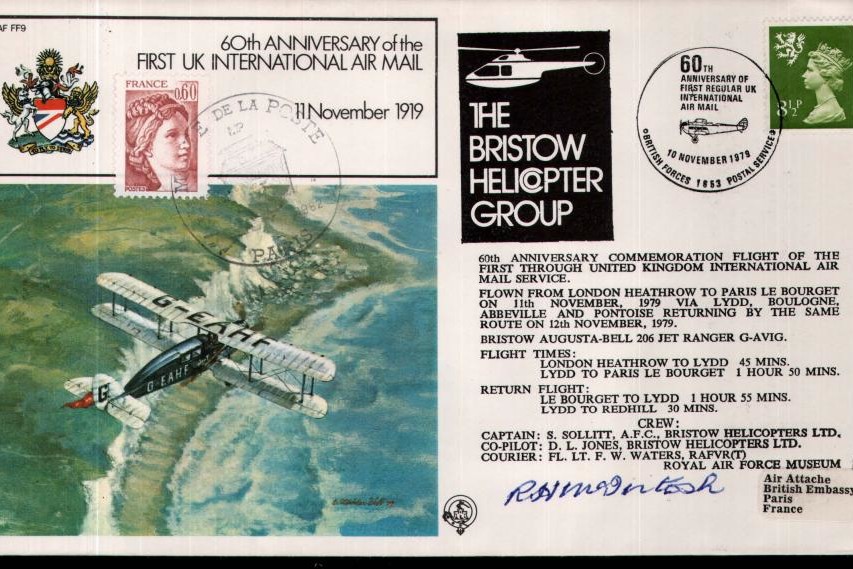 AF FF9
60th ANNIVERSARY of the
FIRST UK INTERNATIONAL AIR MAIL
11 November 1919
FRANCE
0,60
POSTES
DE LA POSTE
PARIS
G-EAHF
G-EAHF
G
THE
BRISTOW
HELICOPTER
GROUP
60TH
ANNIVERSARY OF
FIRST REGULAR UK
INTERNATIONAL
AIR MAIL
10 NOVEMBER 1979
BRITISH FORCES 1653 POSTAL SERVICE
8½P
60th ANNIVERSARY COMMEMORATION FLIGHT OF THE
FIRST THROUGH UNITED KINGDOM INTERNATIONAL AIR
MAIL SERVICE.
FLOWN FROM LONDON HEATHROW TO PARIS LE BOURGET
ON 11th NOVEMBER, 1979 VIA LYDD, BOULOGNE,
ABBEVILLE AND PONTOISE RETURNING BY THE SAME
ROUTE ON 12th NOVEMBER, 1979.
BRISTOW AUGUSTA-BELL 206 JET RANGER G-AVIG.
FLIGHT TIMES:
LONDON HEATHROW TO LYDD 45 MINS.
LYDD TO PARIS LE BOURGET 1 HOUR 50 MINS.
RETURN FLIGHT:
LE BOURGET TO LYDD 1 HOUR 55 MINS.
LYDD TO REDHILL 30 MINS.
CREW:
CAPTAIN: S. SOLLITT, A.F.C., BRISTOW HELICOPTERS LTD.
CO-PILOT: D. L. JONES, BRISTOW HELICOPTERS LTD.
COURIER: FL. LT. F. W. WATERS, RAFVR(T)
ROYAL AIR FORCE MUSEUM
R H McIntosh
Air Attache
British Embassy
Paris
France